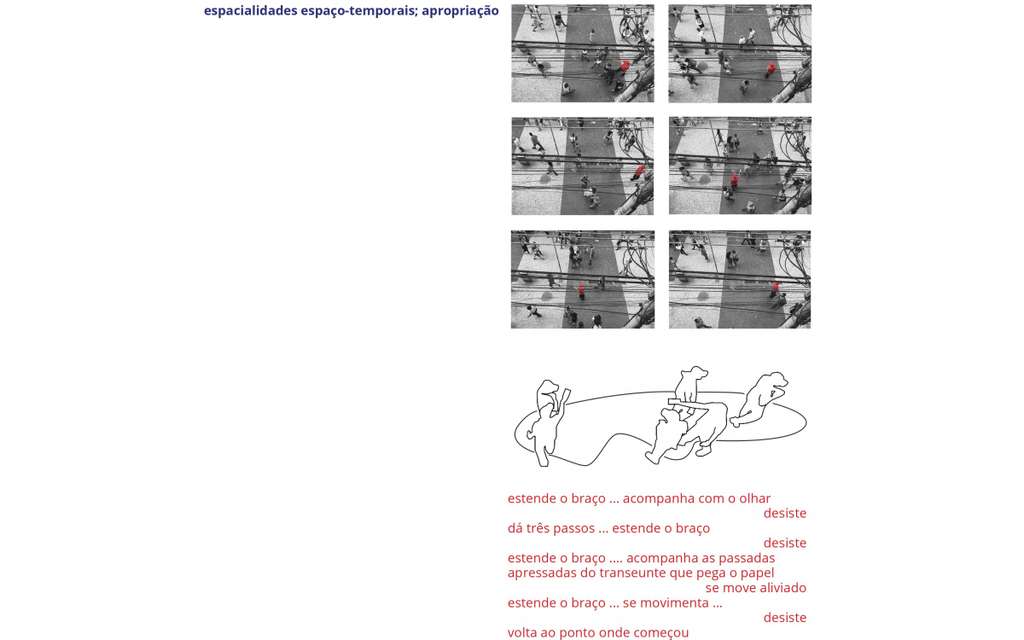 espacialidades espaço-temporais; apropriação
estende o braço ... acompanha com o olhar
desiste
dá três passos ... estende o braço
desiste
estende o braço .... acompanha as passadas
apressadas do transeunte que pega o papel
se move aliviado
estende o braço ... se movimenta ...
desiste
volta ao ponto onde começou